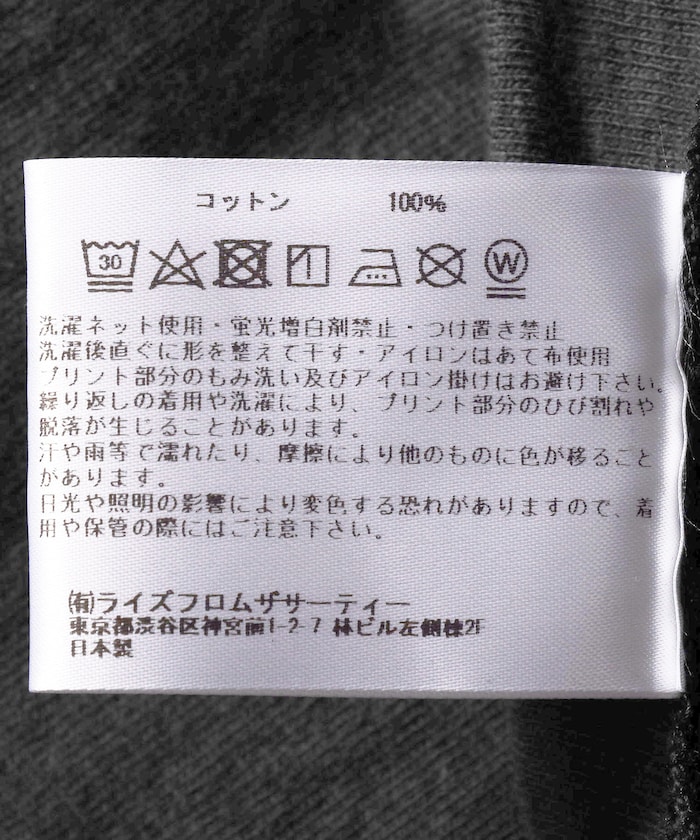 コットン 100%
30 W
洗濯ネット使用・蛍光増白剤禁止・つけ置き禁止
洗濯後直ぐに形を整えて干す・アイロンはあて布使用
プリント部分のもみ洗い及びアイロン掛けはお避け下さい。
繰り返しの着用や洗濯により、プリント部分のひび割れや
脱落が生じることがあります。
汗や雨等で濡れたり、摩擦により他のものに色が移ること
があります。
日光や照明の影響により変色する恐れがありますので、着
用や保管の際にはご注意下さい。
㈲ライズフロムザサーティー
東京都渋谷区神宮前1-2-7 林ビル左側棟2F
日本製